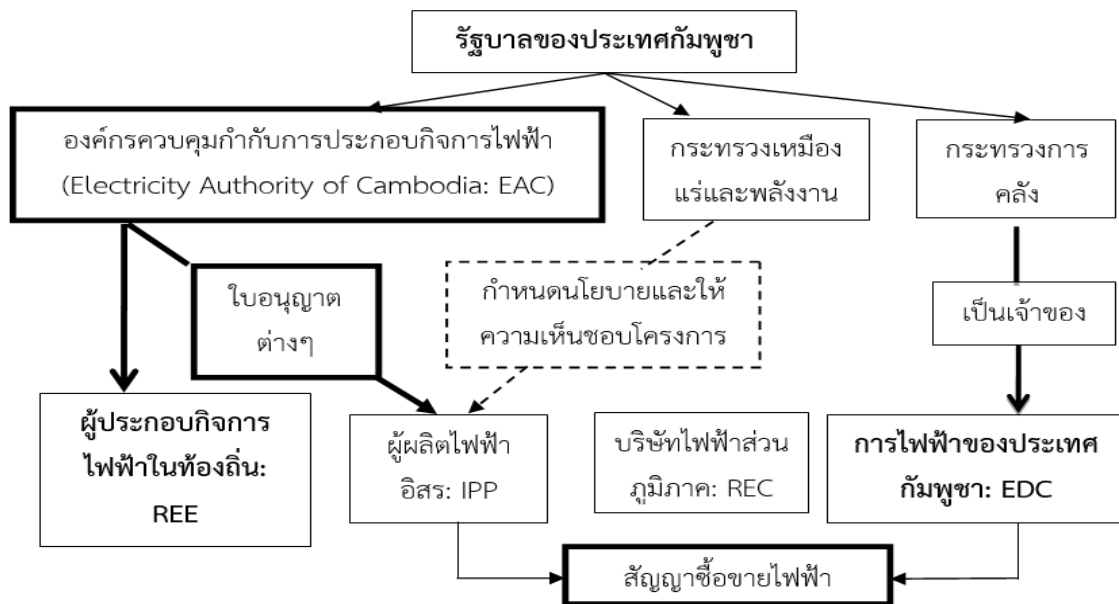 รัฐบาลของประเทศกัมพูชา
องค์กรควบคุมกำกับการประกอบกิจการไฟฟ้า
(Electricity Authority of Cambodia: EAC)
กระทรวงเหมือง
แร่และพลังงาน
กระทรวงการ
คลัง
ใบอนุญาต
ต่างๆ
กำหนดนโยบายและให้
ความเห็นชอบโครงการ
เป็นเจ้าของ
ผู้ประกอบกิจการ
ไฟฟ้าในท้องถิ่น:
REE
ผู้ผลิตไฟฟ้า
อิสร: IPP
บริษัทไฟฟ้าส่วน
ภูมิภาค: REC
การไฟฟ้าของประเทศ
กัมพูชา: EDC
สัญญาซื้อขายไฟฟ้า